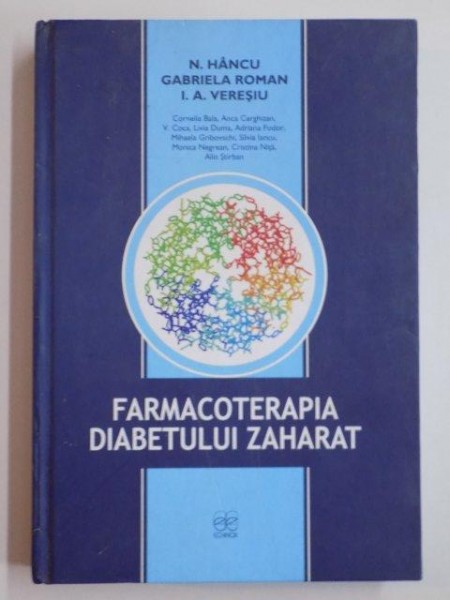 N. HÂNCU
GABRIELA ROMAN
I. A. VEREȘIU
Cornelia Bala, Anca Cerghizan,
V. Coca, Livia Duma, Adriana Fodor,
Mihaela Gribovschi, Silvia Iancu,
Monica Negrean, Cristina Niță,
Alin Știrban
FARMACOTERAPIA
DIABETULUI ZAHARAT
ECHINOX